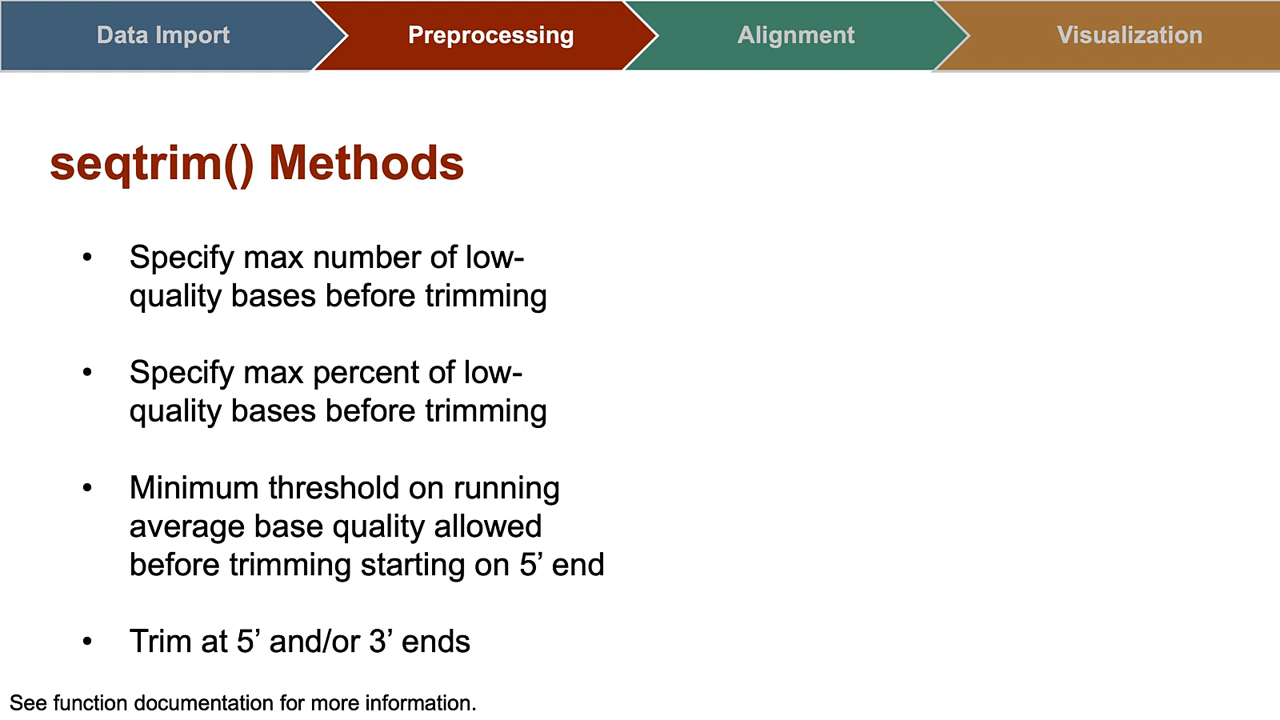 Data Import
Preprocessing
Alignment
Visualization
seqtrim() Methods
• Specify max number of low-
quality bases before trimming
• Specify max percent of low-
quality bases before trimming
• Minimum threshold on running
average base quality allowed
before trimming starting on 5’ end
• Trim at 5’ and/or 3’ ends
See function documentation for more information.